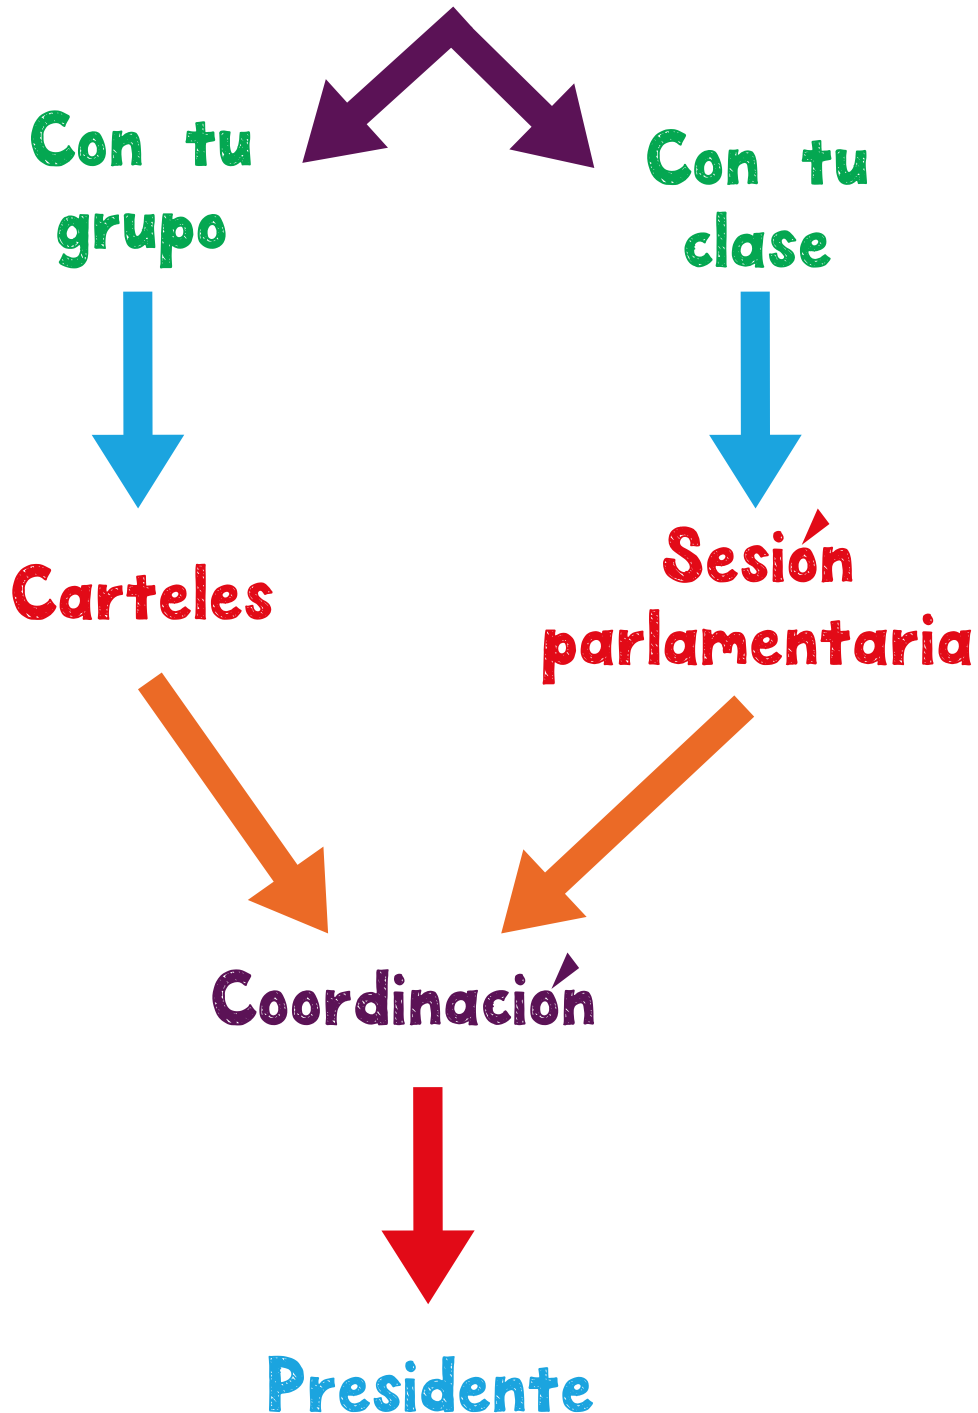 Con tu
grupo
Con tu
clase
Carteles
Sesión
parlamentaria
Coordinación
Presidente